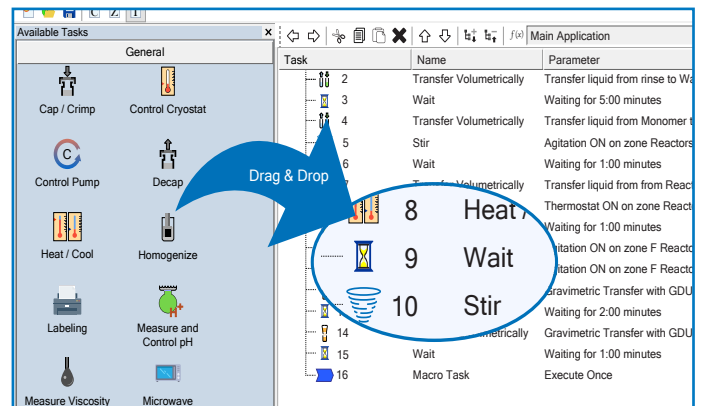 C Z I
Available Tasks x
f(x) Main Application
General
Task Name Parameter
2 Transfer Volumetrically Transfer liquid from rinse to Wa
3 Wait Waiting for 5:00 minutes
4 Transfer Volumetrically Transfer liquid from Monomer t
5 Stir Agitation ON on zone Reactors
6 Wait Waiting for 1:00 minutes
Volumetrically Transfer liquid from from React
Thermostat ON on zone React
Waiting for 1:00 minutes
ON on zone F Reacto
ON on zone F Reacto
Gravimetric Transfer with GDU
Waiting for 2:00 minutes
14 Gravimetric Transfer with GDU
15 Wait Waiting for 1:00 minutes
16 Macro Task Execute Once
Cap / Crimp Control Cryostat
C
Control Pump Decap
Drag & Drop
Heat / Cool Homogenize
H+
Labeling Measure and
Control pH
Measure Viscosity Microwave
8 Heat /
9 Wait
10 Stir